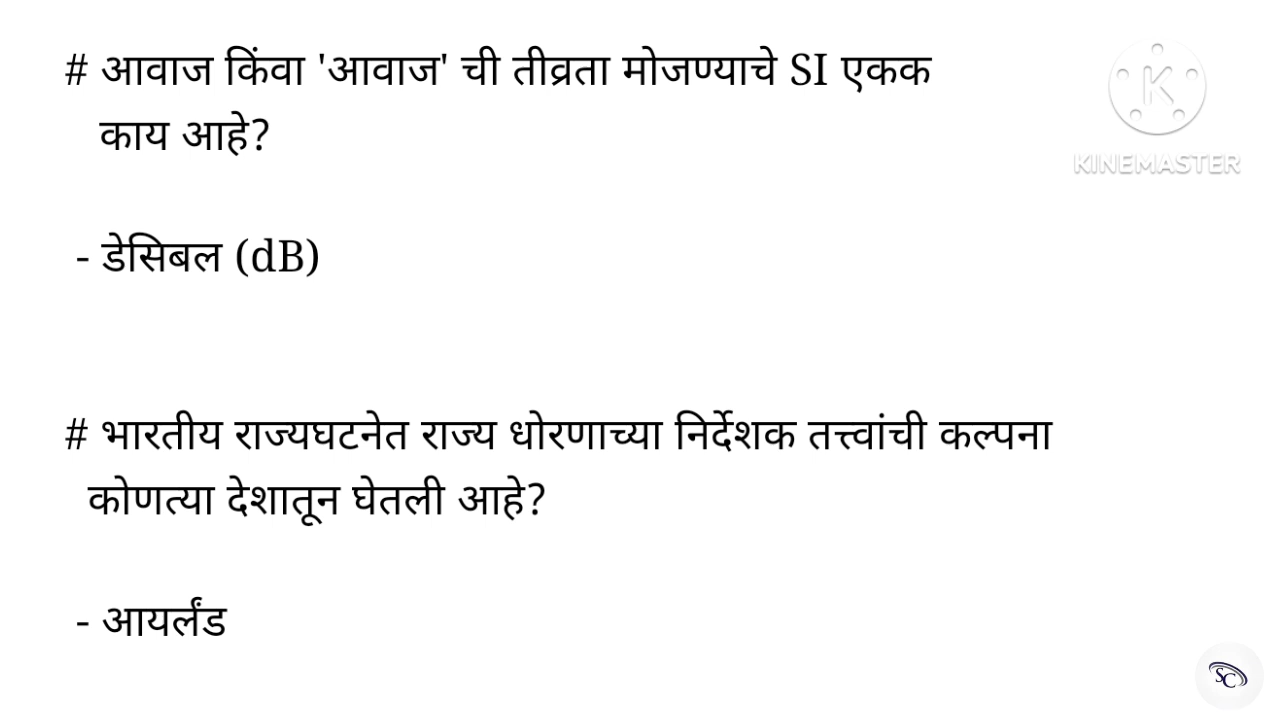 # आवाज किंवा 'आवाज' ची तीव्रता मोजण्याचे SI एकक
काय आहे?
- डेसिबल (dB)
# भारतीय राज्यघटनेत राज्य धोरणाच्या निर्देशक तत्त्वांची कल्पना
कोणत्या देशातून घेतली आहे?
- आयर्लंड
K
KINEMASTER
SC